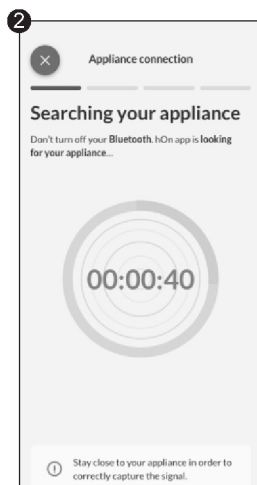 2
Appliance connection
Searching your appliance
Don't turn off your Bluetooth. hOn app is looking
for your appliance...
00:00:40
Stay close to your appliance in order to
correctly capture the signal.